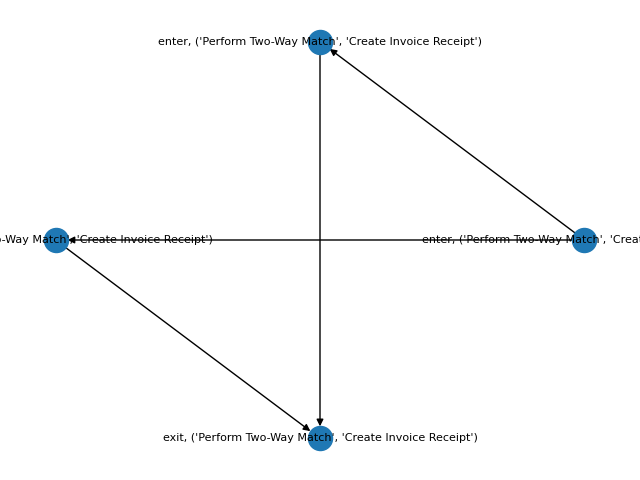 enter, ('Perform Two-Way Match', 'Create Invoice Receipt')
-Way Match', 'Create Invoice Receipt')
enter, ('Perform Two-Way Match', 'Creat
exit, ('Perform Two-Way Match', 'Create Invoice Receipt')